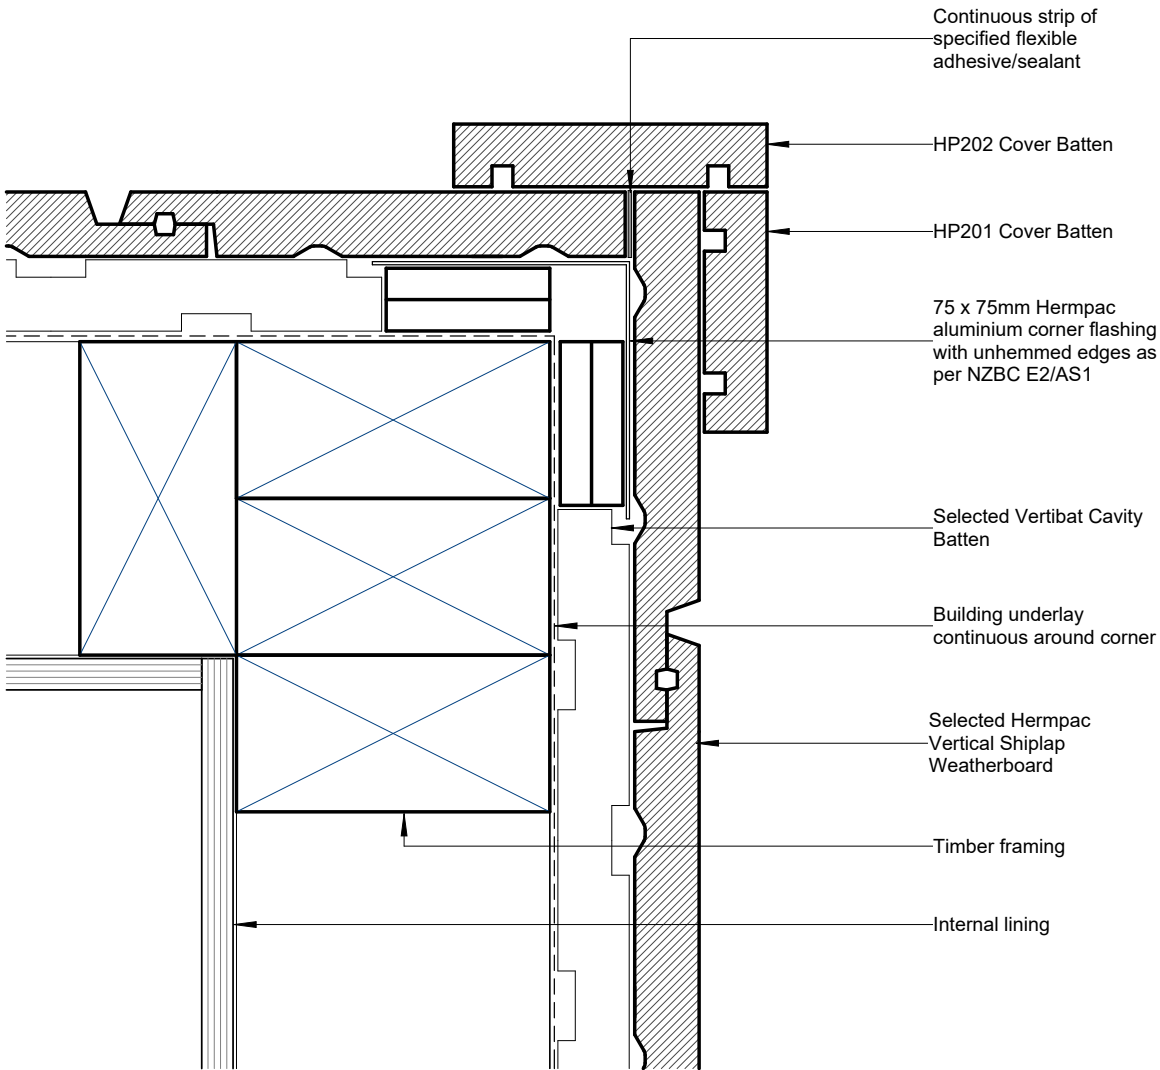 Continuous strip of
specified flexible
adhesive/sealant
HP202 Cover Batten
HP201 Cover Batten
75 x 75mm Hermpac
aluminium corner flashing
with unhemmed edges as
per NZBC E2/AS1
Selected Vertibat Cavity
Batten
Building underlay
continuous around corner
Selected Hermpac
Vertical Shiplap
Weatherboard
Timber framing
Internal lining